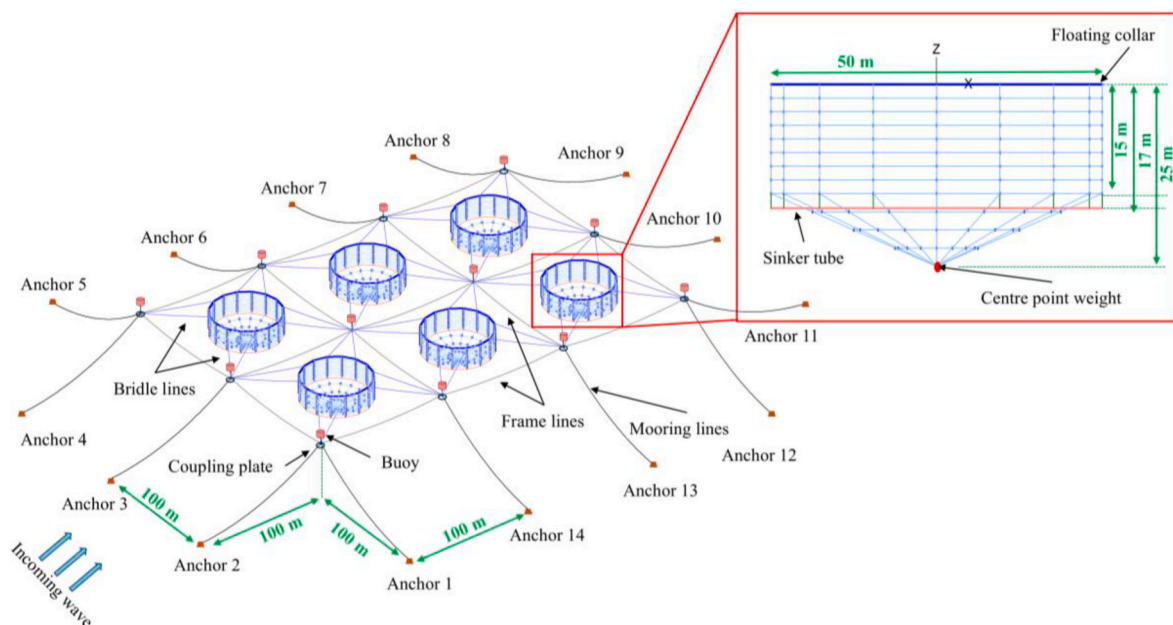 Floating collar
Z
50 m
X
15 m
17 m
25 m
Sinker tube
Centre point weight
Anchor 8
Anchor 9
Anchor 7
Anchor 10
Anchor 6
Anchor 5
Anchor 11
Bridle lines
Frame lines
Mooring lines
Anchor 4
Anchor 12
Coupling plate
Buoy
Anchor 13
Anchor 3
100 m
100 m
100 m
100 m
Anchor 14
Anchor 2
Anchor 1
Incoming wave